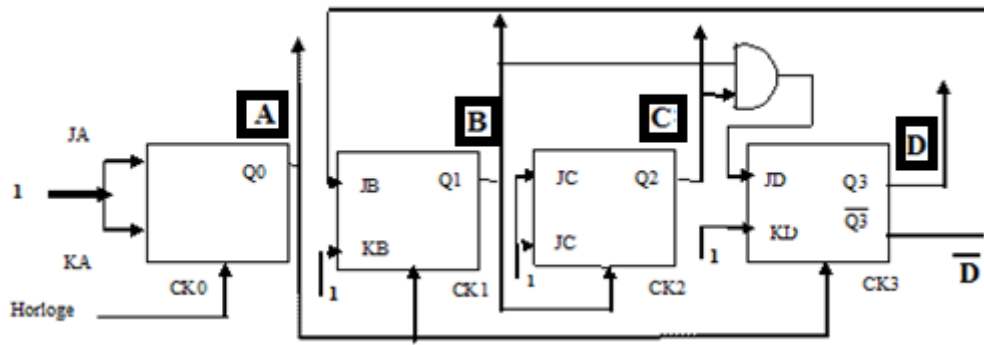 A
B
C
D
JA
1
KA
Q0
CK0
Horloge
JB
Q1
KB
1
CK1
JC
Q2
JC
1
CK2
JD
Q3
KD
Q3
1
CK3
D